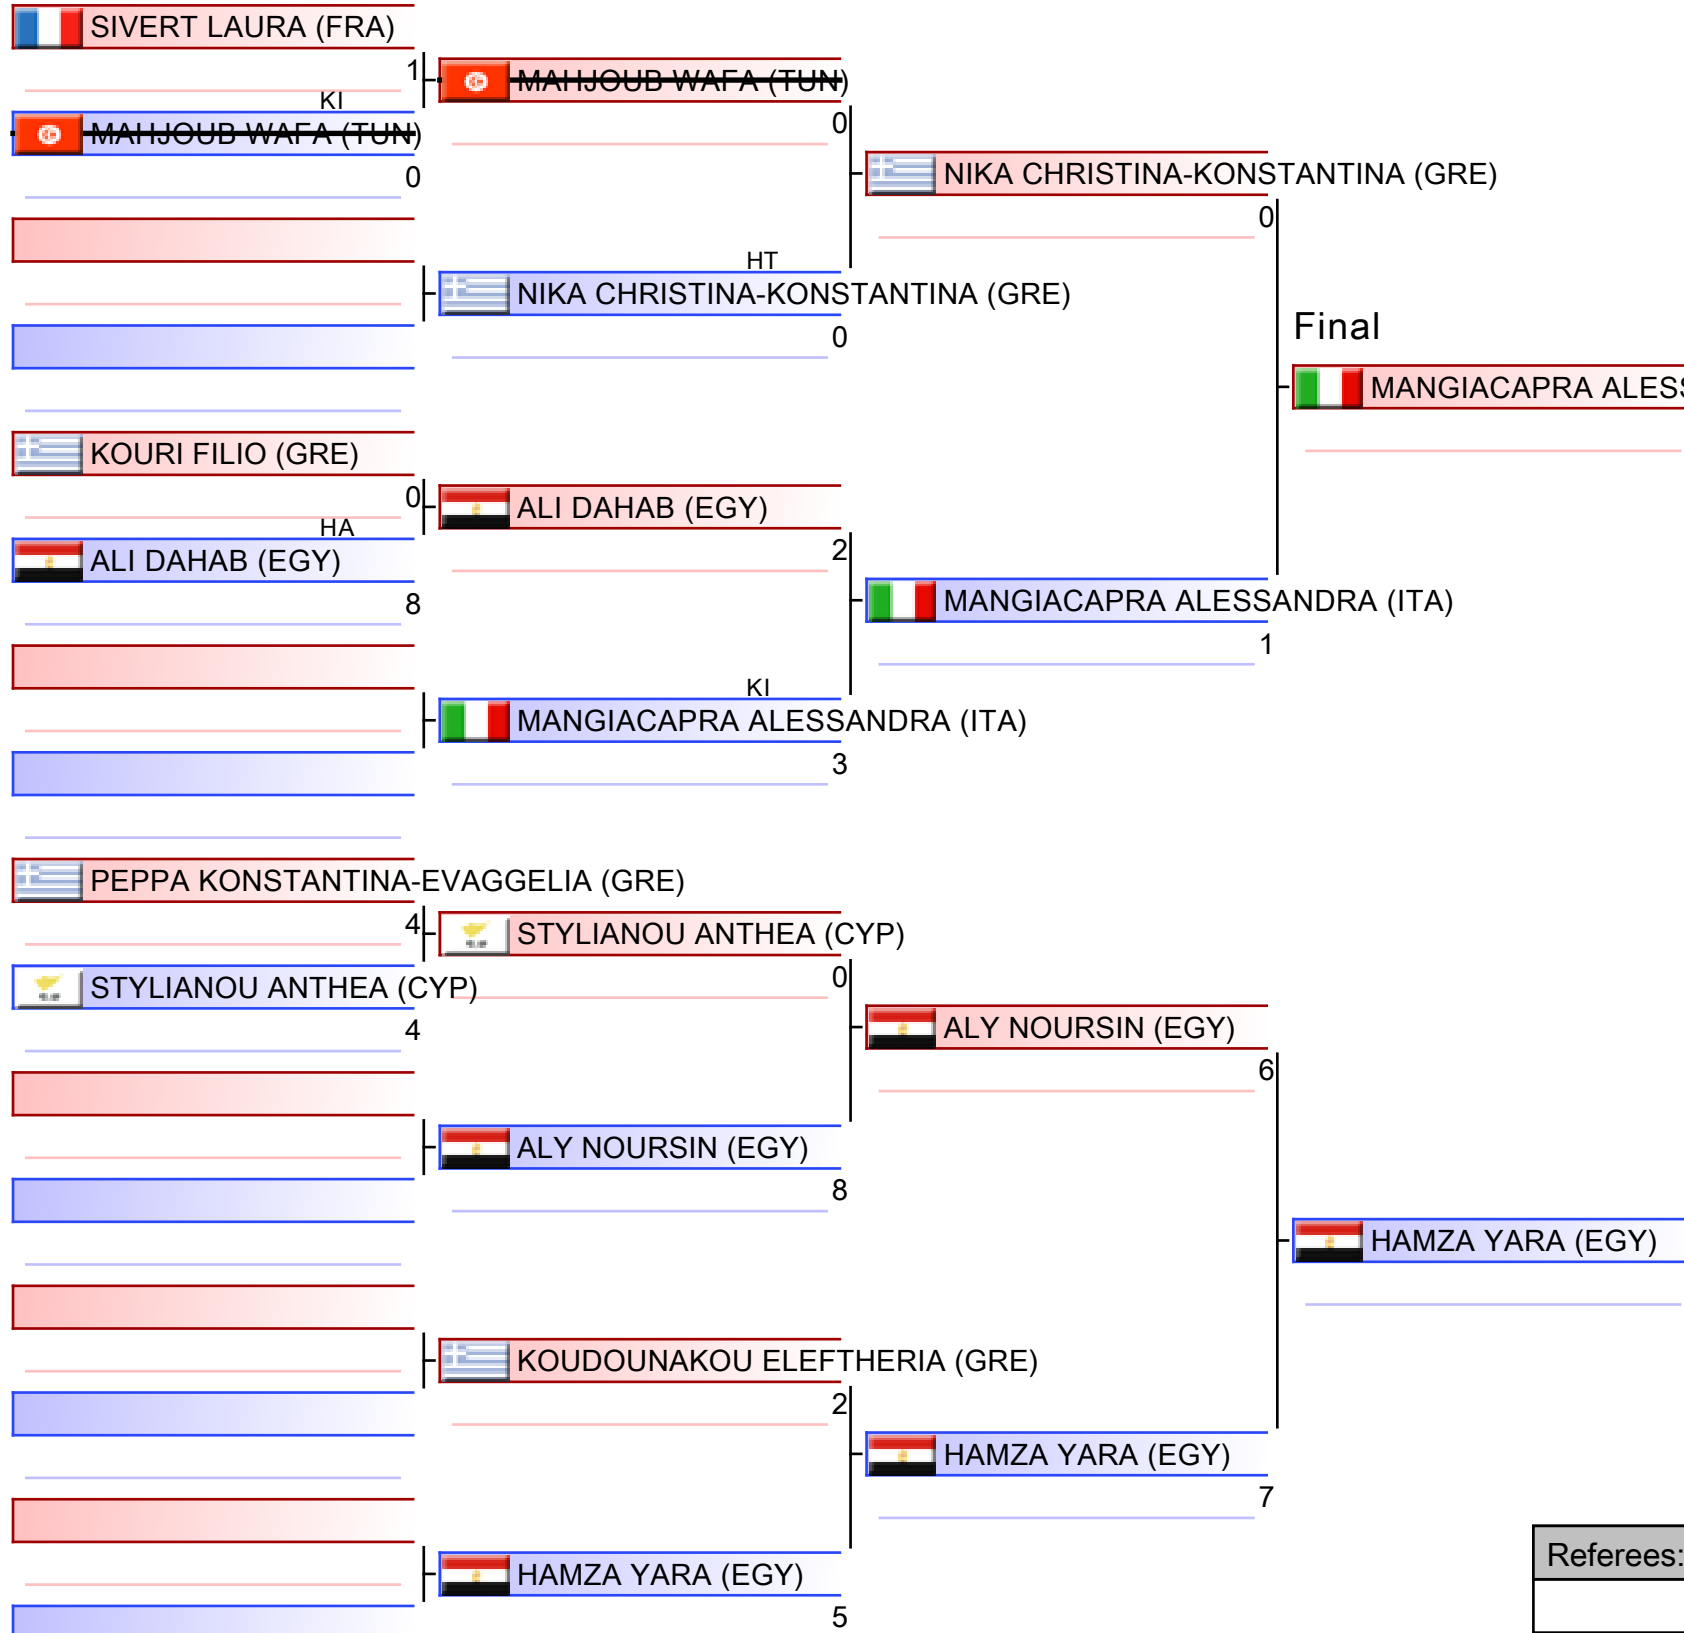 SIVERT LAURA (FRA)
1
KI
MAHJOUB WAFA (TUN)
0
MAHJOUB WAFA (TUN)
0
HT
NIKA CHRISTINA-KONSTANTINA (GRE)
0
NIKA CHRISTINA-KONSTANTINA (GRE)
0
KOURI FILIO (GRE)
0
HA
ALI DAHAB (EGY)
8
ALI DAHAB (EGY)
2
KI
MANGIACAPRA ALESSANDRA (ITA)
3
MANGIACAPRA ALESSANDRA (ITA)
1
Final
MANGIACAPRA ALESS
PEPPA KONSTANTINA-EVAGGELIA (GRE)
4
STYLIANOU ANTHEA (CYP)
4
STYLIANOU ANTHEA (CYP)
0
ALY NOURSIN (EGY)
8
ALY NOURSIN (EGY)
6
KOUDOUNAKOU ELEFTHERIA (GRE)
2
HAMZA YARA (EGY)
5
HAMZA YARA (EGY)
7
HAMZA YARA (EGY)
Referees: